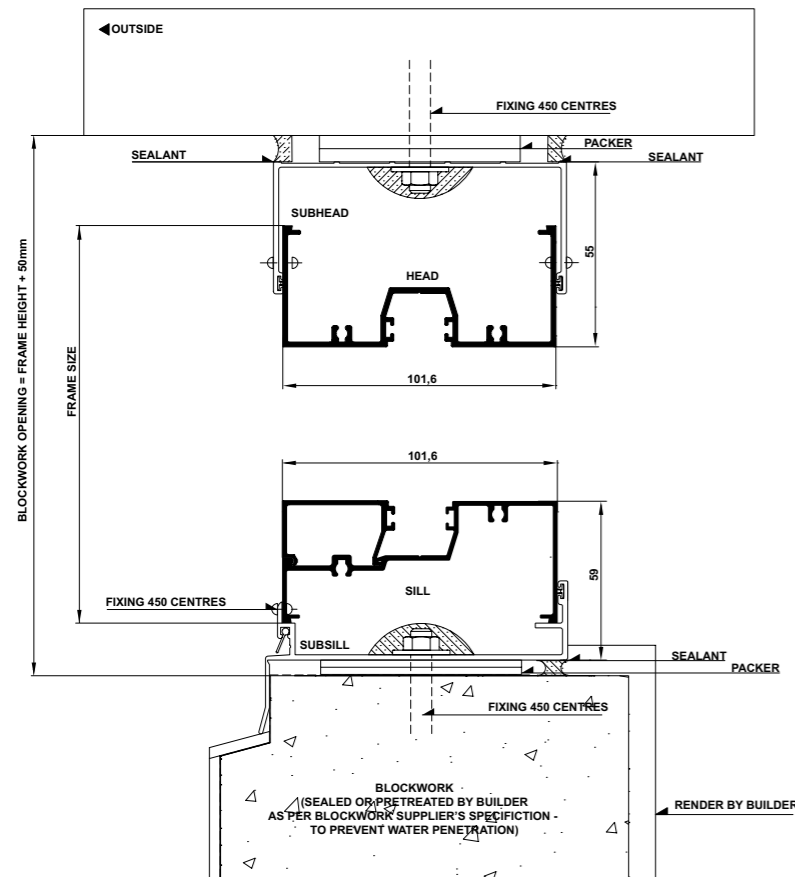 OUTSIDE
FIXING 450 CENTRES
PACKER
SEALANT
SEALANT
SUBHEAD
55
HEAD
BLOCKWORK OPENING = FRAME HEIGHT + 50mm
FRAME SIZE
101,6
101,6
59
SILL
FIXING 450 CENTRES
SUBSILL
SEALANT
PACKER
FIXING 450 CENTRES
BLOCKWORK
(SEALED OR PRETREATED BY BUILDER
AS PER BLOCKWORK SUPPLIER'S SPECIFICTION -
TO PREVENT WATER PENETRATION)
RENDER BY BUILDER